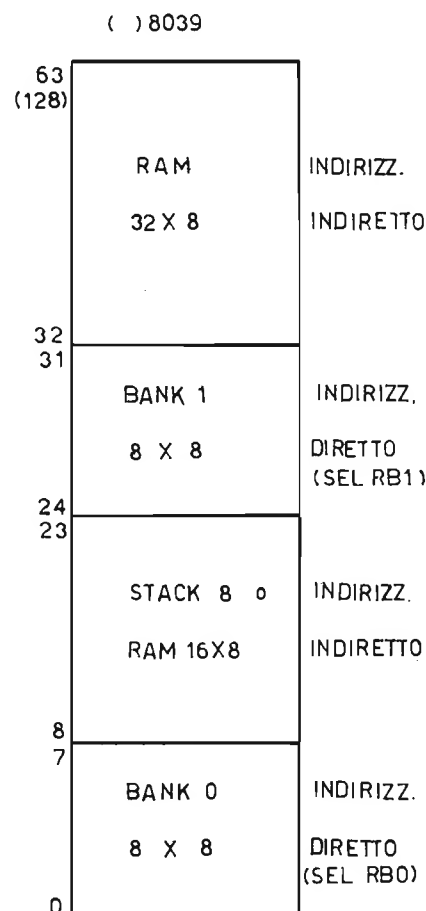 ( ) 8039
63
(128)
RAM INDIRIZZ.
32 X 8 INDIRETTO
32
31
BANK 1 INDIRIZZ.
8 X 8 DIRETTO
(SEL RB1)
24
23
STACK 8 o INDIRIZZ.
RAM 16X8 INDIRETTO
8
7
BANK 0 INDIRIZZ.
8 X 8 DIRETTO
(SEL RB0)
0